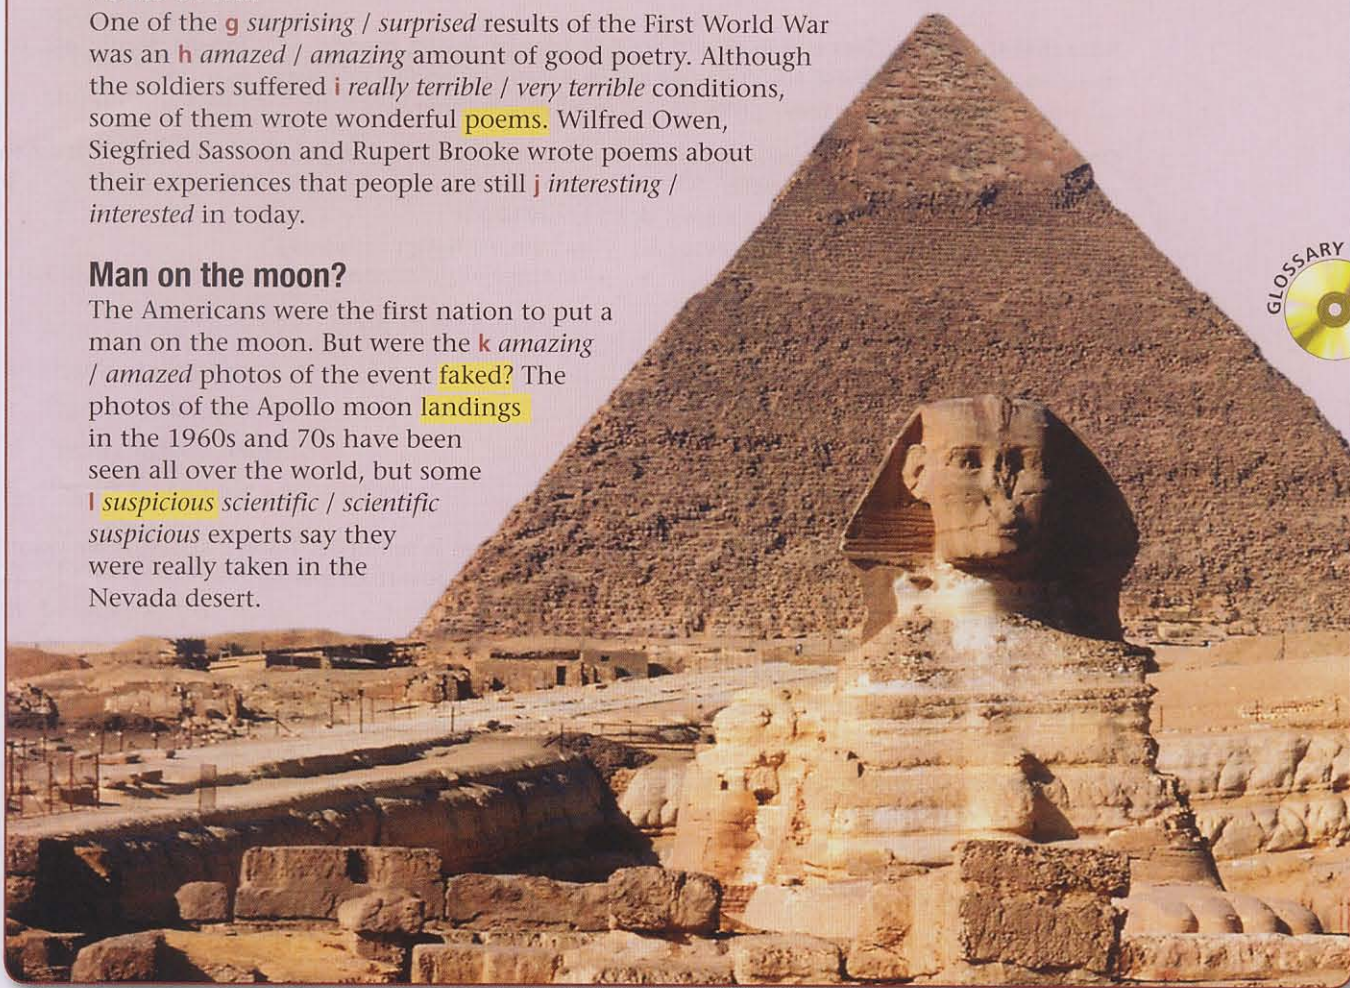 One of the g surprising / surprised results of the First World War
was an h amazed / amazing amount of good poetry. Although
the soldiers suffered i really terrible / very terrible conditions,
some of them wrote wonderful poems. Wilfred Owen,
Siegfried Sassoon and Rupert Brooke wrote poems about
their experiences that people are still j interesting /
interested in today.
Man on the moon?
The Americans were the first nation to put a
man on the moon. But were the k amazing
/ amazed photos of the event faked? The
photos of the Apollo moon landings
in the 1960s and 70s have been
seen all over the world, but some
l suspicious scientific / scientific
suspicious experts say they
were really taken in the
Nevada desert.
GLOSSARY